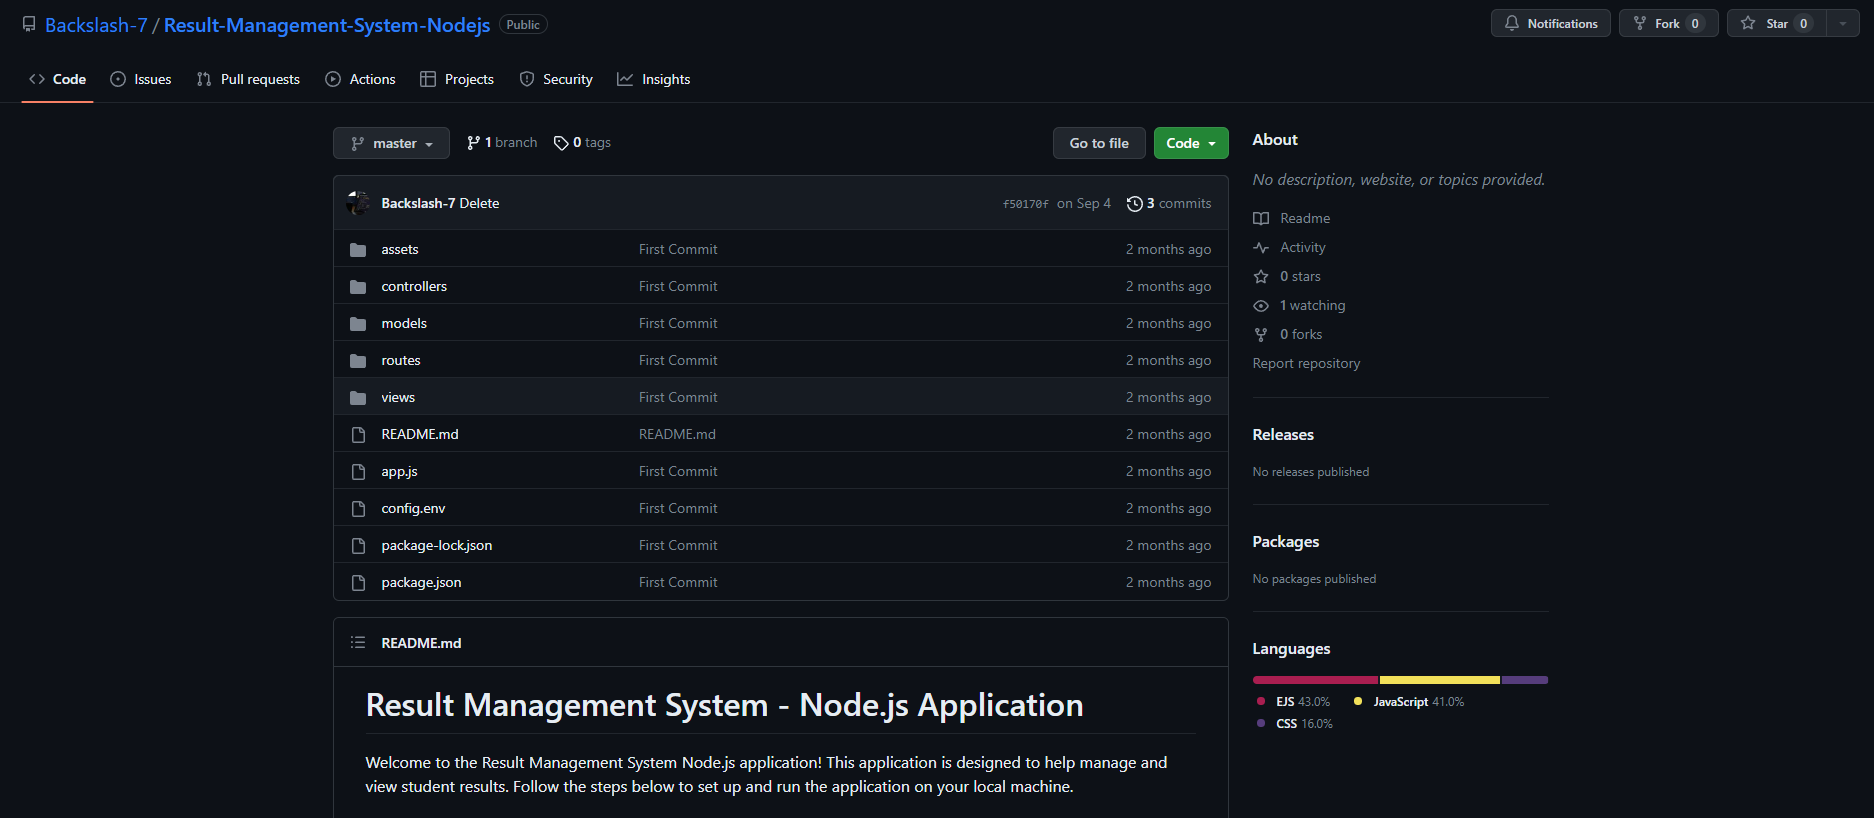 Backslash-7 / Result-Management-System-Nodejs Public
Notifications
Fork 0
Star 0
Code
Issues
Pull requests
Actions
Projects
Security
Insights
master
1 branch
0 tags
Go to file
Code
Backslash-7 Delete
f50170f on Sep 4
3 commits
assets First Commit 2 months ago
controllers First Commit 2 months ago
models First Commit 2 months ago
routes First Commit 2 months ago
views First Commit 2 months ago
README.md README.md 2 months ago
app.js First Commit 2 months ago
config.env First Commit 2 months ago
package-lock.json First Commit 2 months ago
package.json First Commit 2 months ago
README.md
Result Management System - Node.js Application
Welcome to the Result Management System Node.js application! This application is designed to help manage and
view student results. Follow the steps below to set up and run the application on your local machine.
About
No description, website, or topics provided.
Readme
Activity
0 stars
1 watching
0 forks
Report repository
Releases
No releases published
Packages
No packages published
Languages
EJS 43.0% JavaScript 41.0%
CSS 16.0%